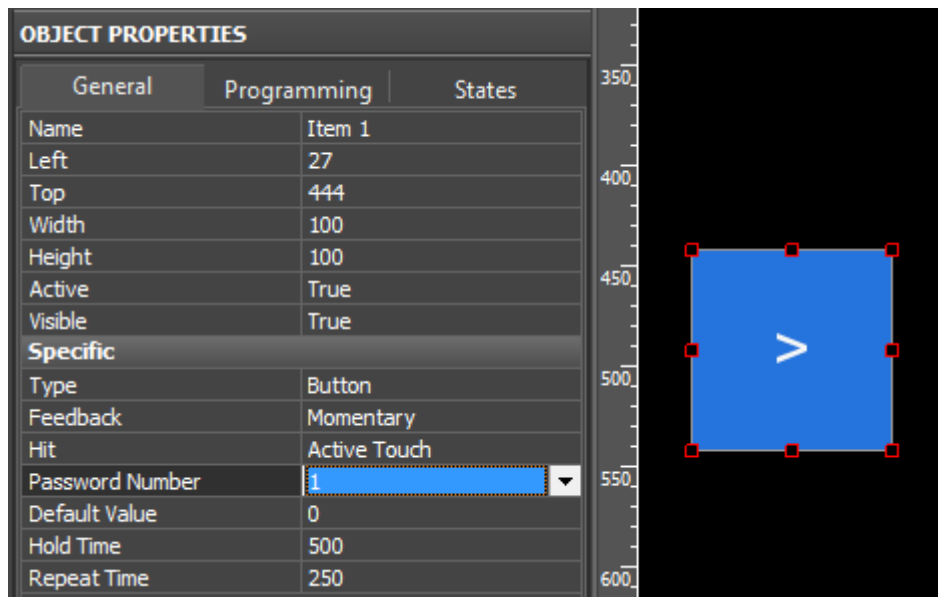 OBJECT PROPERTIES
General Programming States
Name Item 1
Left 27
Top 444
Width 100
Height 100
Active True
Visible True
Specific
Type Button
Feedback Momentary
Hit Active Touch
Password Number 1
Default Value 0
Hold Time 500
Repeat Time 250
350
400
450
500
550
600
>